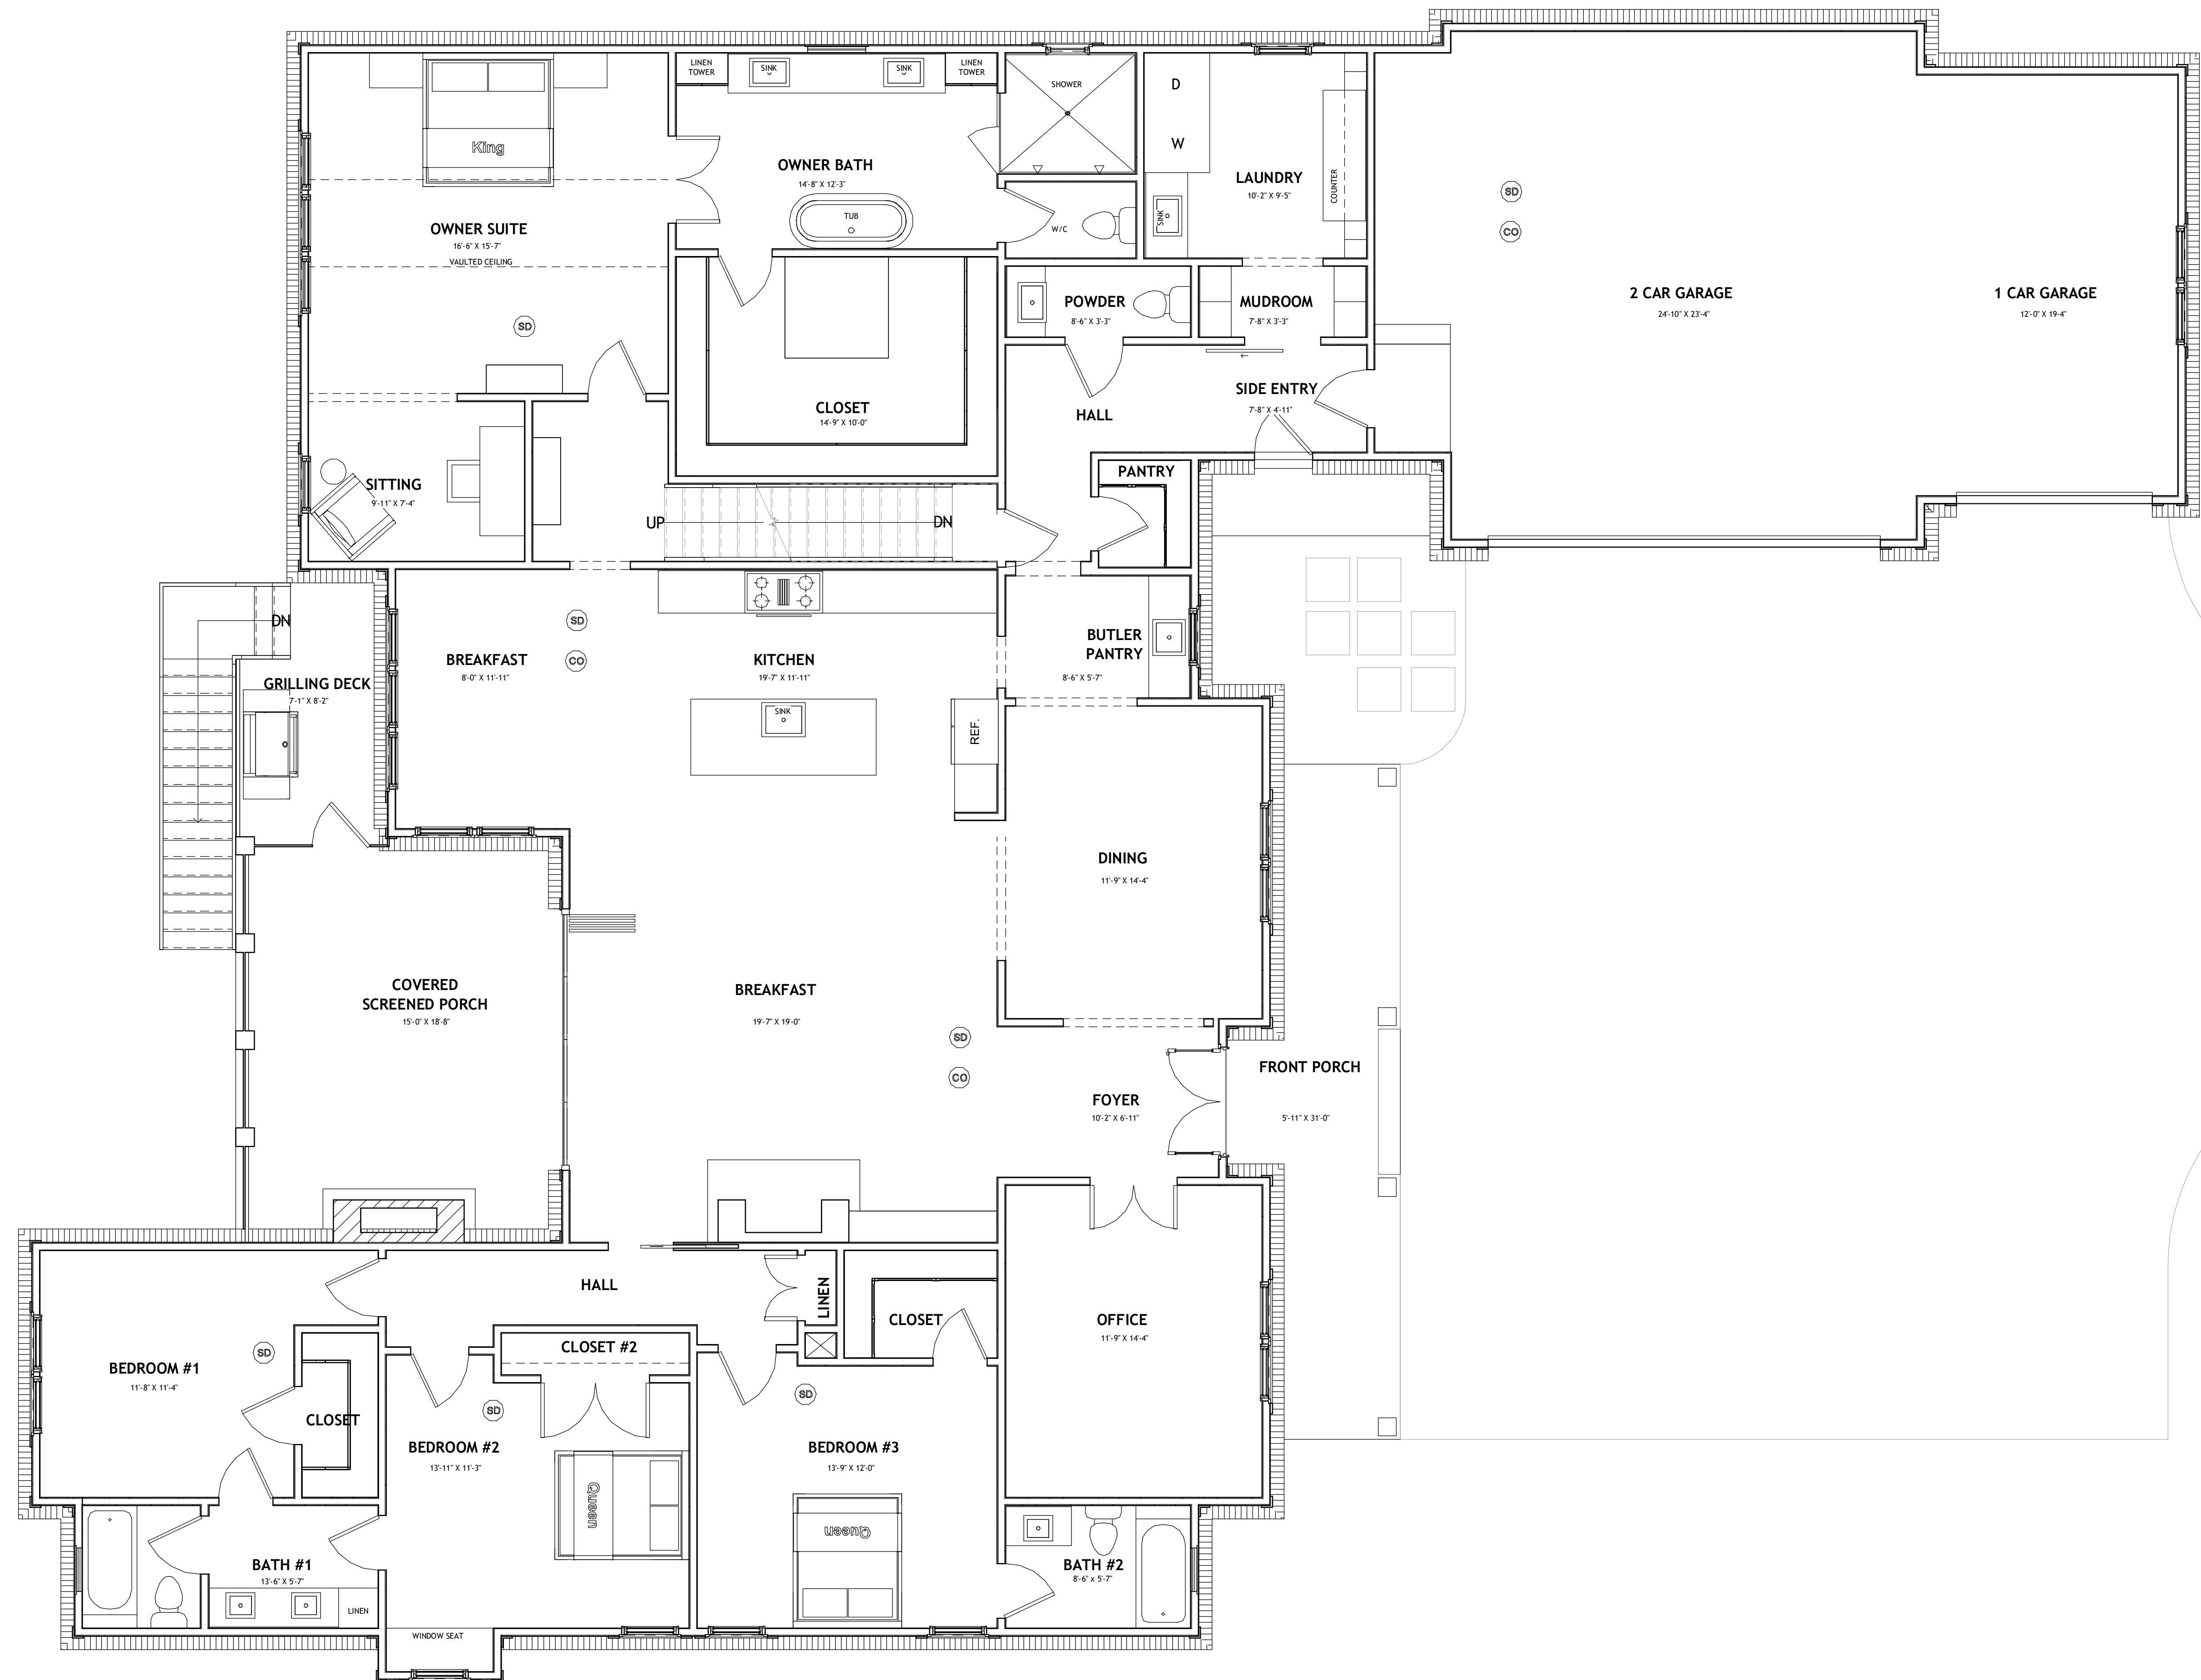 LINEN
TOWER
SINK
SINK
LINEN
TOWER
SHOWER
D
W
King
OWNER BATH
14'-8" X 12'-3"
LAUNDRY
10'-2" X 9'-5"
COUNTER
SINK
SD
CO
OWNER SUITE
16'-6" X 15'-7"
VAULTED CEILING
TUB
W/C
2 CAR GARAGE
24'-10" X 23'-4"
1 CAR GARAGE
12'-0" X 19'-4"
POWDER
8'-6" X 3'-3"
MUDROOM
7'-8" X 3'-3"
SD
CLOSET
14'-9" X 10'-0"
SIDE ENTRY
7'-8" X 4'-11"
HALL
SITTING
9'-11" X 7'-4"
PANTRY
UP
DN
DN
SD
CO
BREAKFAST
8'-0" X 11'-11"
KITCHEN
19'-7" X 11'-11"
BUTLER
PANTRY
8'-6" X 5'-7"
GRILLING DECK
7'-1" X 8'-2"
SINK
REF.
DINING
11'-9" X 14'-4"
COVERED
SCREENED PORCH
15'-0" X 18'-8"
BREAKFAST
19'-7" X 19'-0"
SD
CO
FRONT PORCH
5'-11" X 31'-0"
FOYER
10'-2" X 6'-11"
HALL
LINEN
CLOSET
OFFICE
11'-9" X 14'-4"
SD
BEDROOM #1
11'-8" X 11'-4"
CLOSET #2
CLOSET
SD
SD
BEDROOM #2
13'-11" X 11'-3"
BEDROOM #3
13'-9" X 12'-0"
Queen
Queen
BATH #1
13'-6" X 5'-7"
LINEN
BATH #2
8'-6" x 5'-7"
WINDOW SEAT